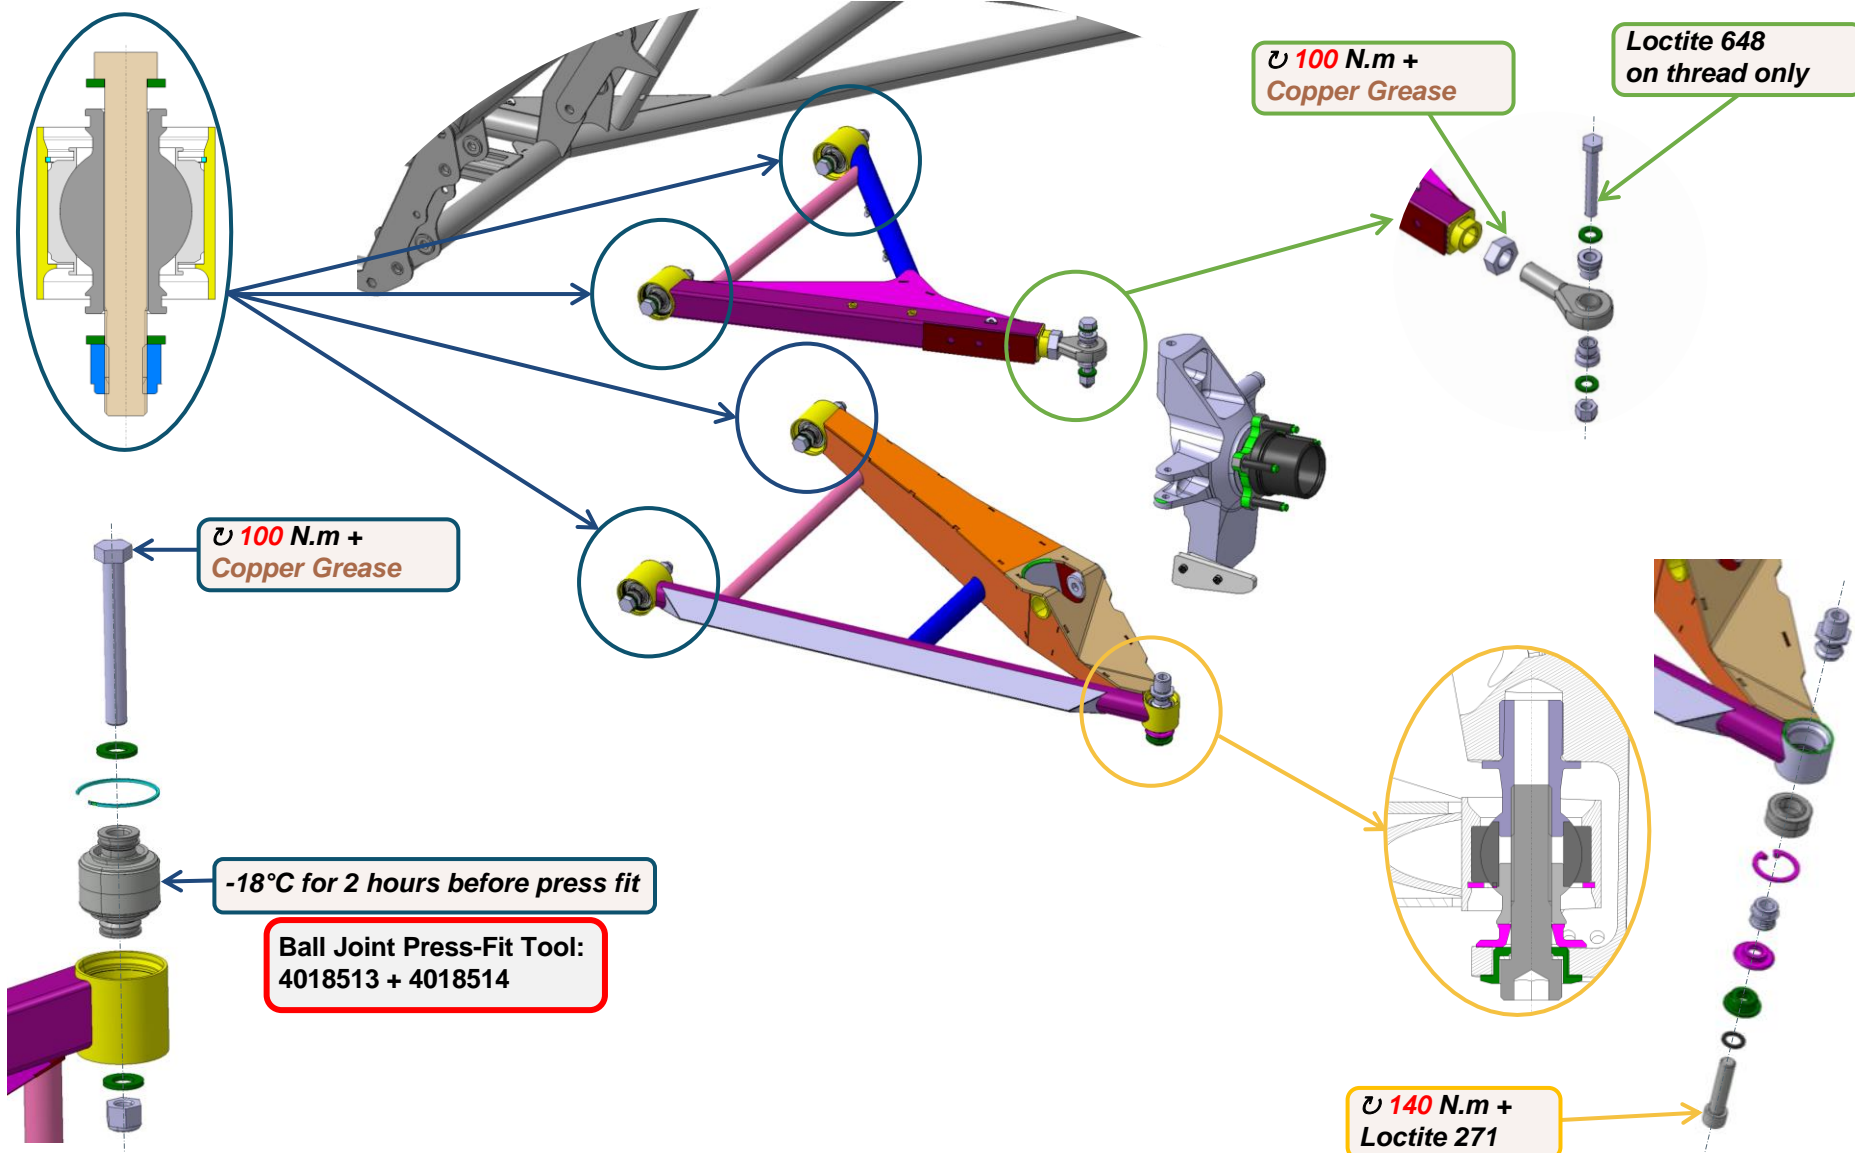 ↻ 100 N.m +
Copper Grease
Loctite 648
on thread only
↻ 100 N.m +
Copper Grease
-18°C for 2 hours before press fit
Ball Joint Press-Fit Tool:
4018513 + 4018514
↻ 140 N.m +
Loctite 271